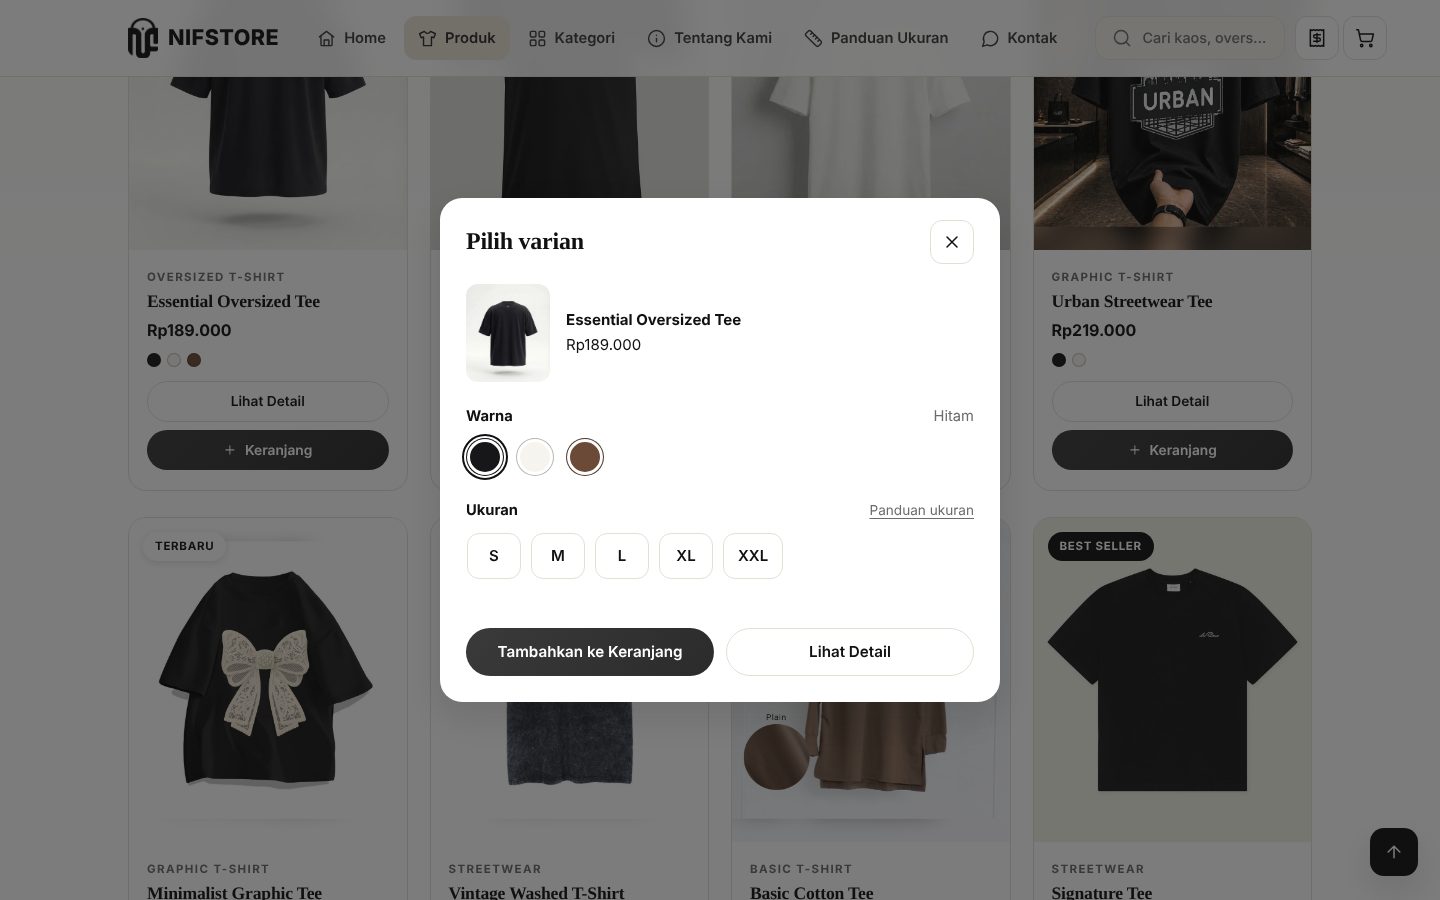 NIFSTORE
Home
Produk
Kategori
Tentang Kami
Panduan Ukuran
Kontak
Cari kaos, overs...
URBAN
OVERSIZED T-SHIRT
Essential Oversized Tee
Rp189.000
Lihat Detail
+ Keranjang
GRAPHIC T-SHIRT
Urban Streetwear Tee
Rp219.000
Lihat Detail
+ Keranjang
Pilih varian
Essential Oversized Tee
Rp189.000
Warna
Hitam
Ukuran
Panduan ukuran
S
M
L
XL
XXL
Tambahkan ke Keranjang
Lihat Detail
TERBARU
BEST SELLER
Plain
GRAPHIC T-SHIRT
Minimalist Graphic Tee
STREETWEAR
Vintage Washed T-Shirt
BASIC T-SHIRT
Basic Cotton Tee
STREETWEAR
Signature Tee